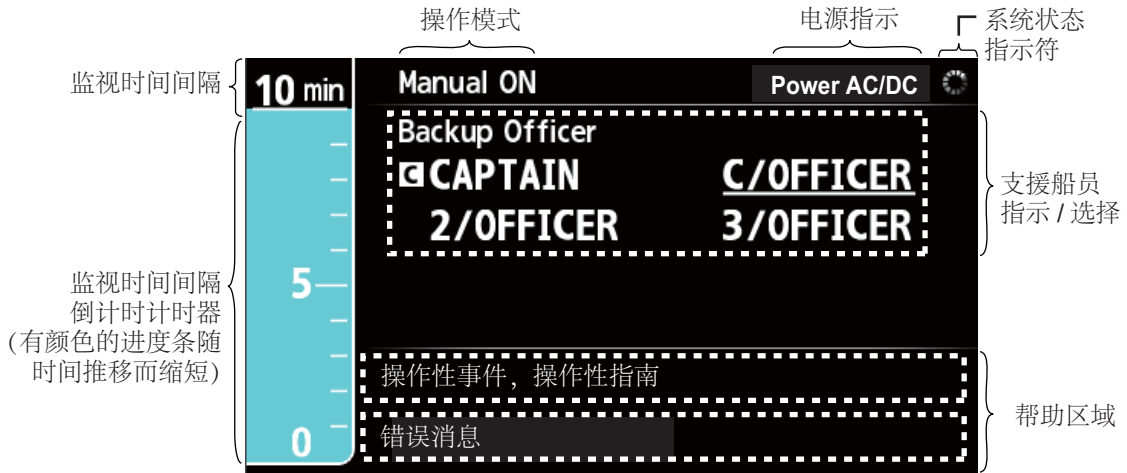 操作模式
电源指示
系统状态
指示符
监视时间间隔
10 min
Manual ON
Power AC/DC
Backup Officer
C CAPTAIN
C/OFFICER
2/OFFICER
3/OFFICER
支援船员
指示 / 选择
5
监视时间间隔
倒计时计时器
(有颜色的进度条随
时间推移而缩短)
操作性事件，操作性指南
错误消息
帮助区域
0